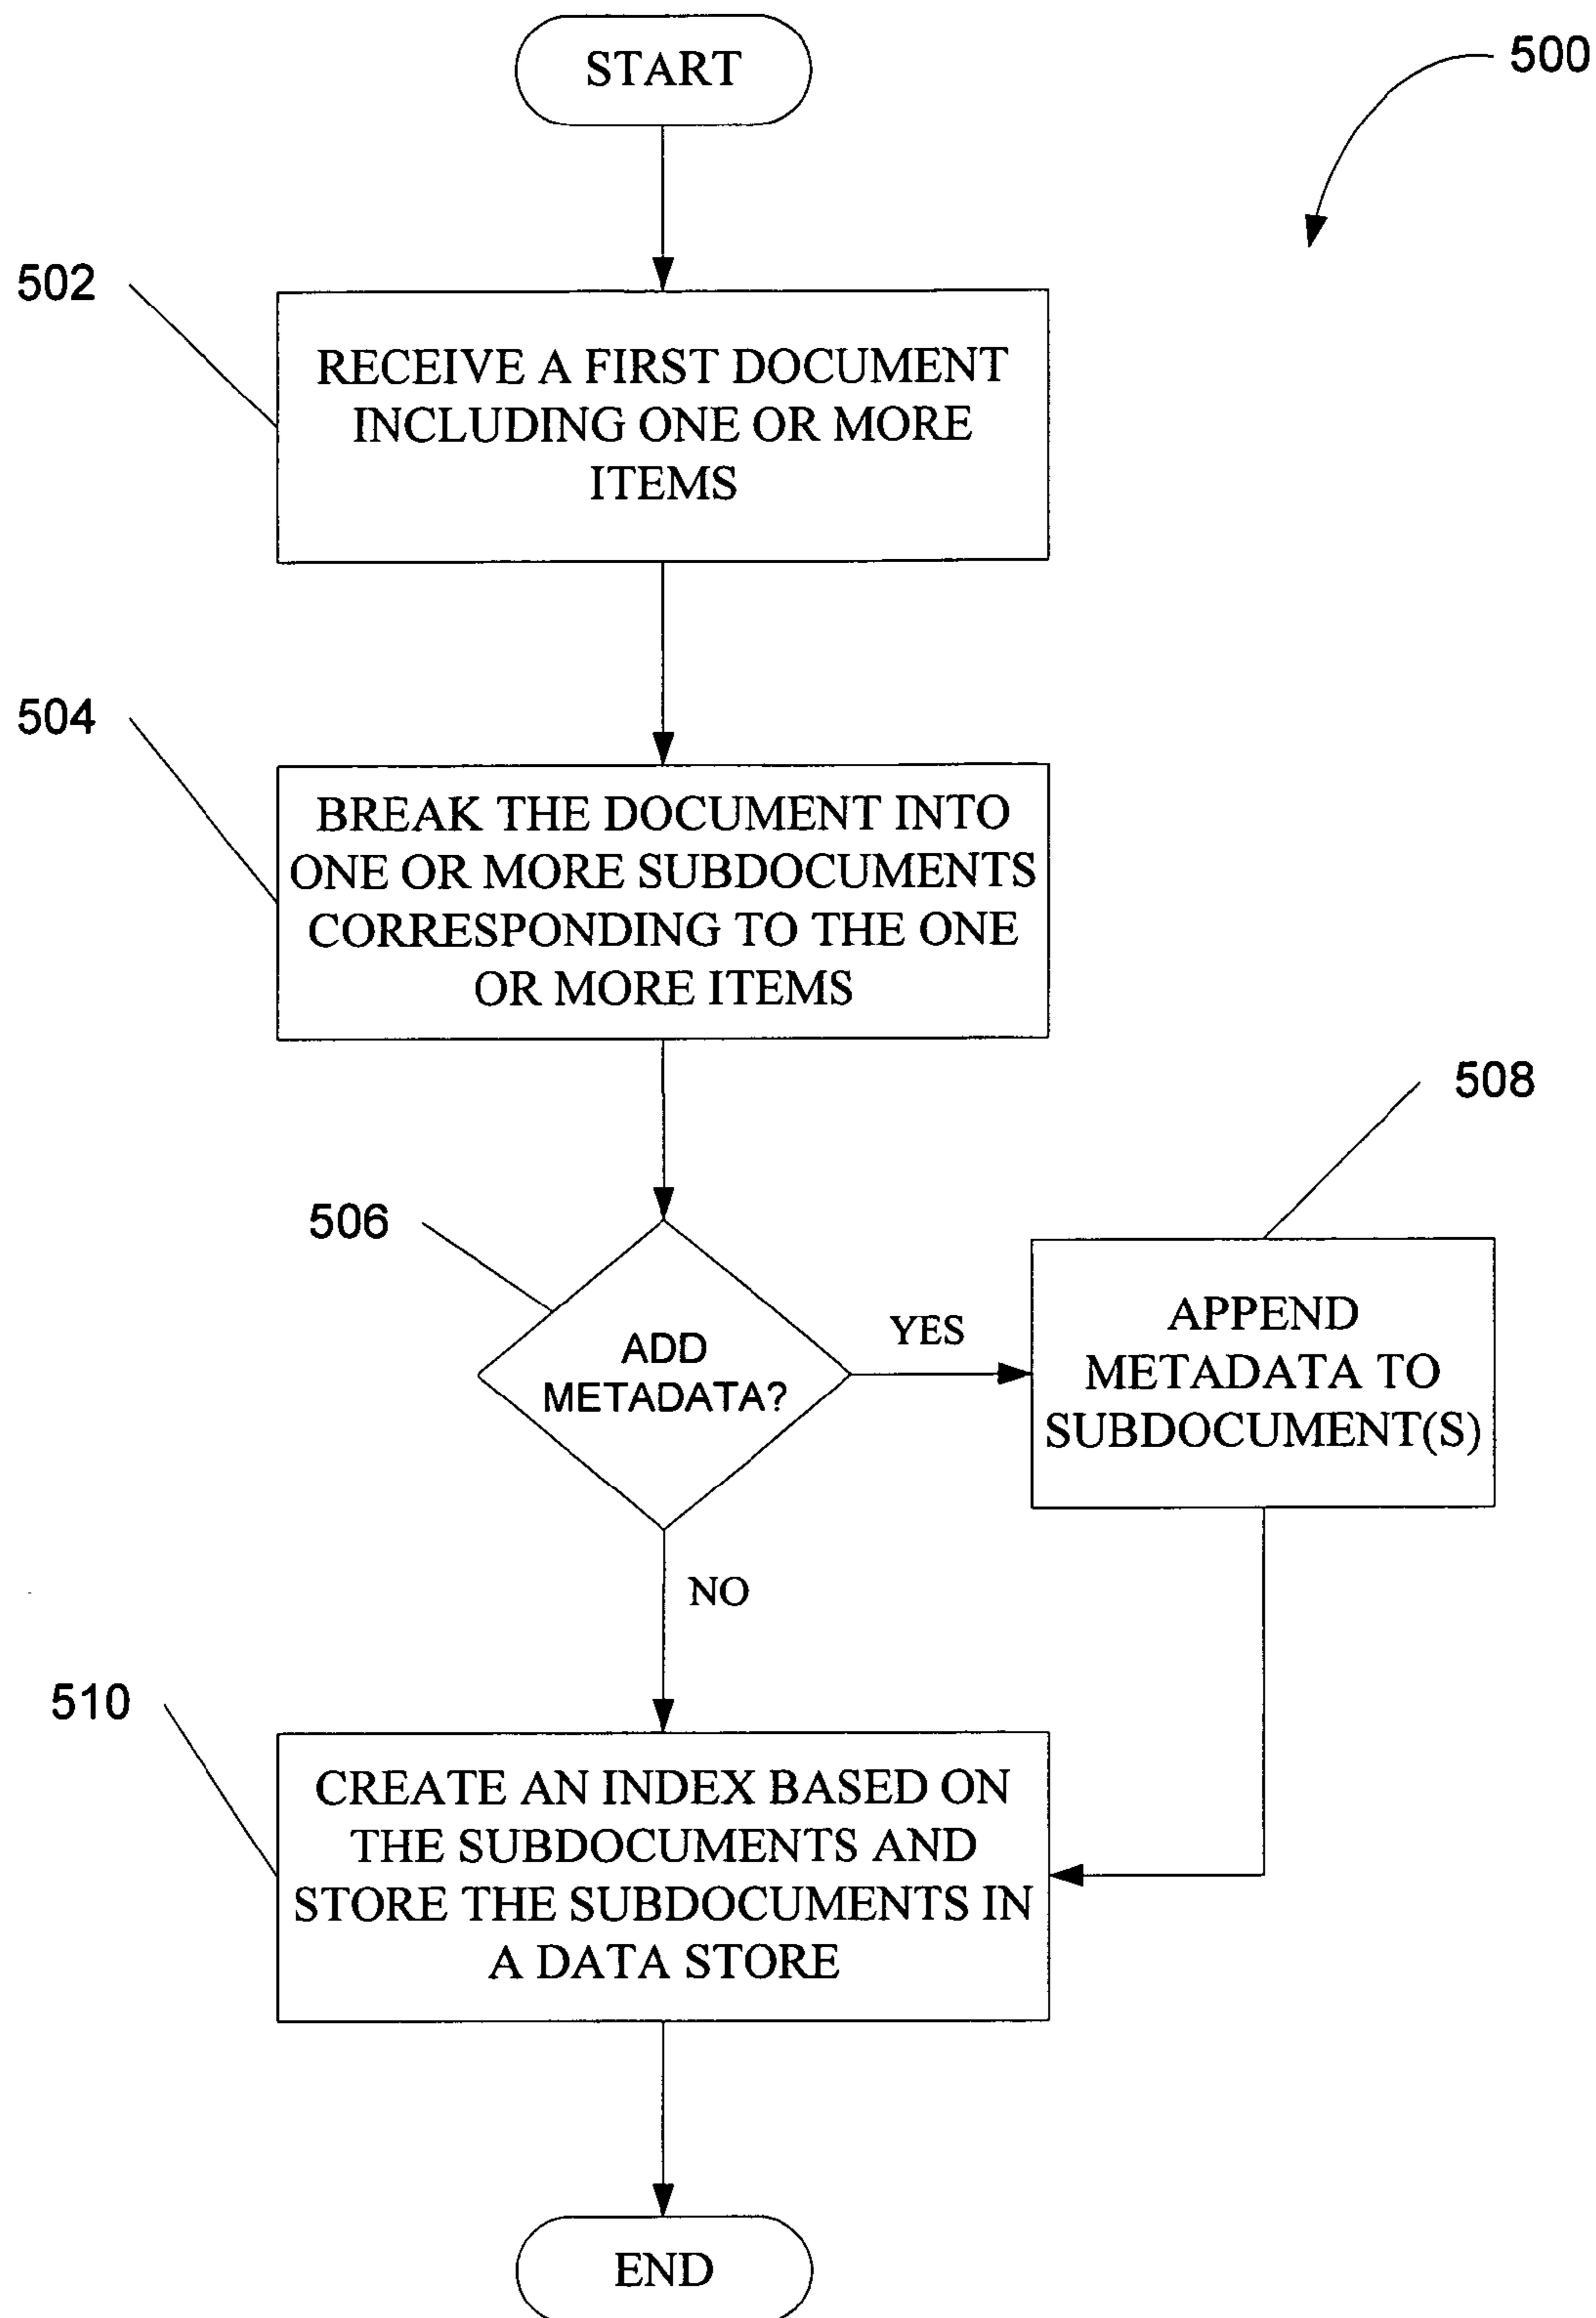 START
500
502
RECEIVE A FIRST DOCUMENT
INCLUDING ONE OR MORE
ITEMS
504
BREAK THE DOCUMENT INTO
ONE OR MORE SUBDOCUMENTS
CORRESPONDING TO THE ONE
OR MORE ITEMS
508
506
ADD
METADATA?
YES
APPEND
METADATA TO
SUBDOCUMENT(S)
NO
510
CREATE AN INDEX BASED ON
THE SUBDOCUMENTS AND
STORE THE SUBDOCUMENTS IN
A DATA STORE
END